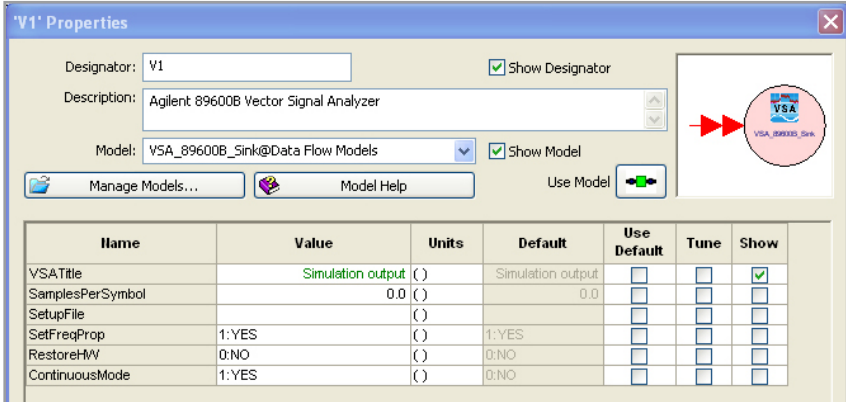 'V1' Properties
Designator: V1 Show Designator
Description: Agilent 89600B Vector Signal Analyzer
VSA
VSA_89600B_Sink
Model: VSA_89600B_Sink@Data Flow Models Show Model
Manage Models... Model Help Use Model
Name Value Units Default Use Default Tune Show
VSATitle Simulation output () Simulation output
SamplesPerSymbol 0.0 () 0.0
SetupFile ()
SetFreqProp 1:YES () 1:YES
RestoreHW 0:NO () 0:NO
ContinuousMode 1:YES () 0:NO